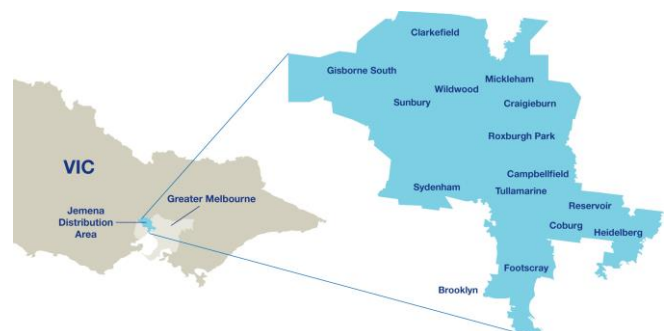 VIC
Greater Melbourne
Jemena
Distribution
Area
Clarkefield
Gisborne South
Mickleham
Wildwood
Sunbury
Craigieburn
Roxburgh Park
Campbellfield
Sydenham
Tullamarine
Reservoir
Coburg
Heidelberg
Footscray
Brooklyn